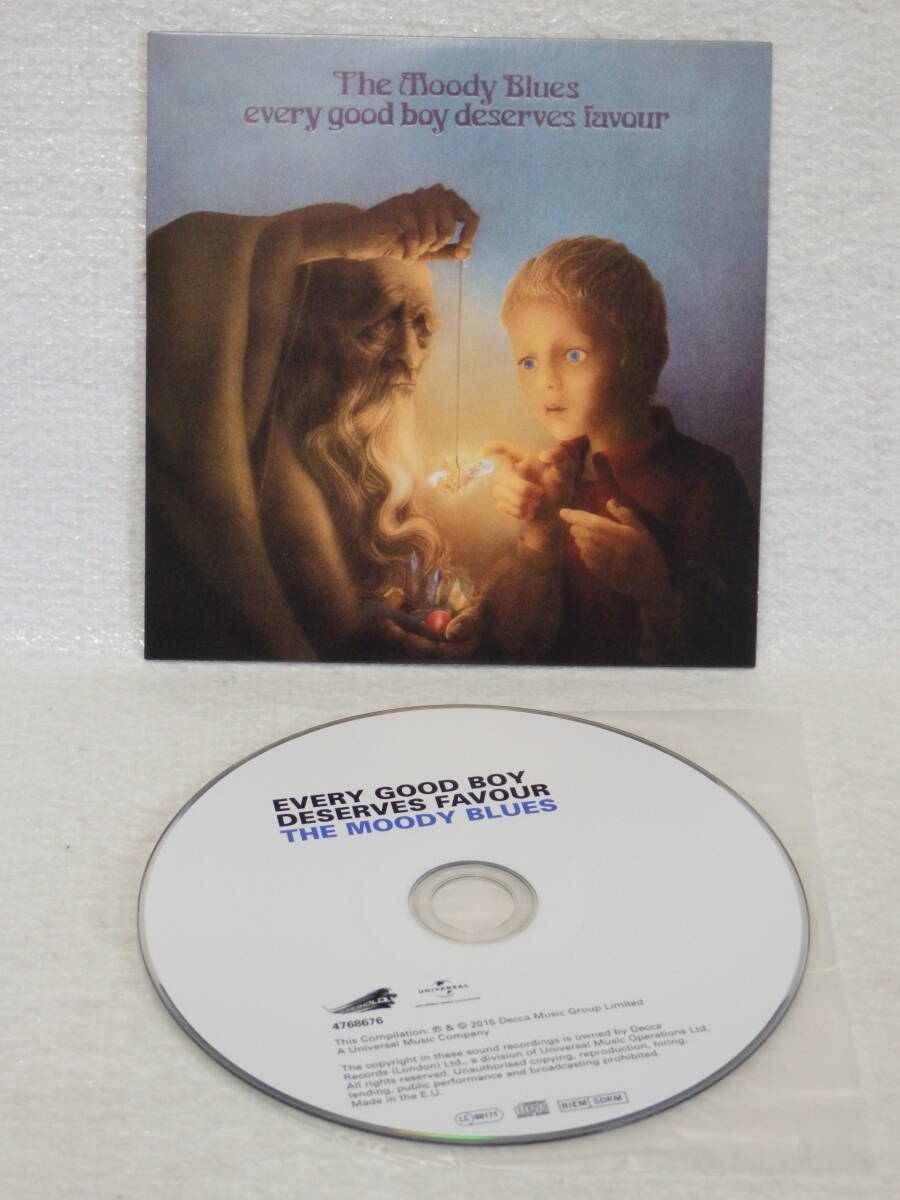 The Moody Blues
every good boy deserves favour
EVERY GOOD BOY
DESERVES FAVOUR
THE MOODY BLUES
UNIVERSAL
4768676
This Compilation: ℗ & © 2015 Decca Music Group Limited
A Universal Music Company
The copyright in these sound recordings is owned by Decca
Records (London) Ltd., a division of Universal Music Operations Ltd.
All rights reserved. Unauthorised copying, reproduction, hiring,
lending, public performance and broadcasting prohibited.
Made in the E.U.
LC 00171
BIEM SDRM